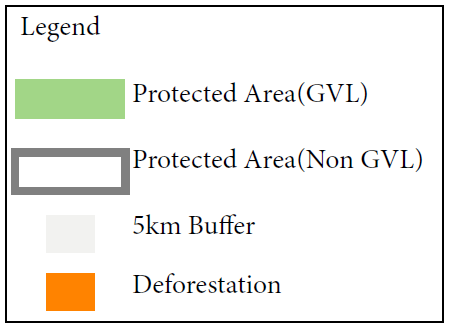 Legend
Protected Area(GVL)
Protected Area(Non GVL)
5km Buffer
Deforestation